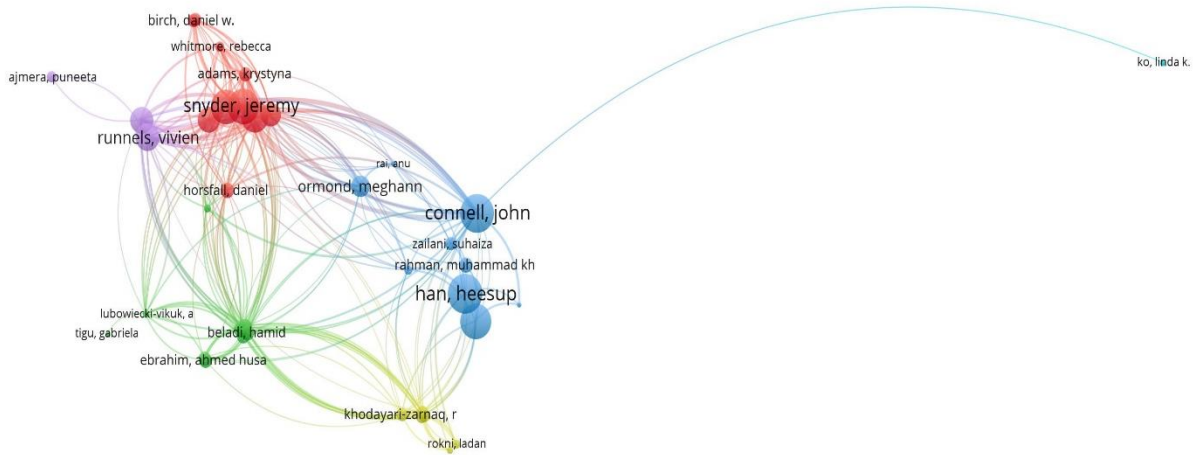 birch, daniel w.
whitmore, rebecca
ko, linda k.
adams, krystyna
ajmera, puneeta
snyder, jeremy
runnels, vivien
rai, anu
horsfall, daniel
ormond, meghann
connell, john
zailani, suhaiza
rahman, muhammad kh
han, heesup
lubowiecki-vikuk, a
tigu, gabriela
beladi, hamid
ebrahim, ahmed husa
khodayari-zarnaq, r
rokni, ladan